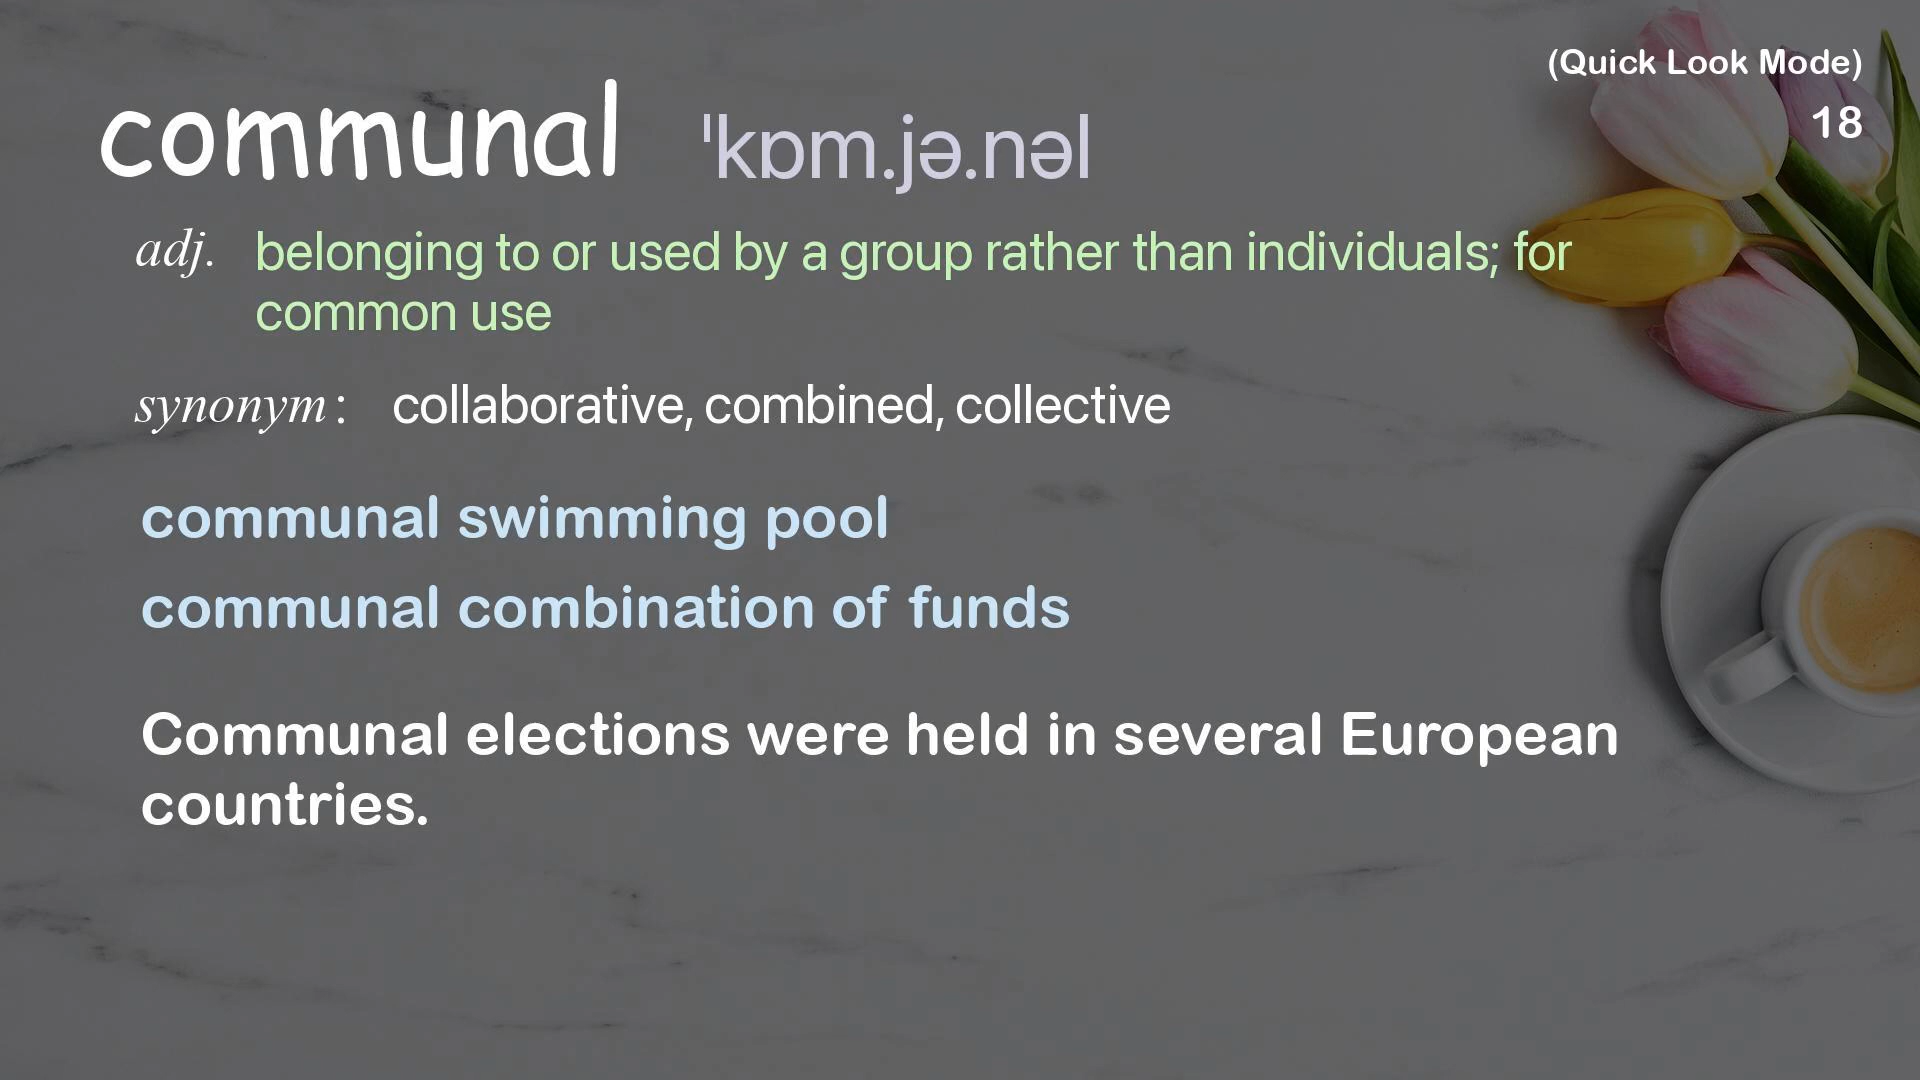 (Quick Look Mode)
18
communal ˈkɒm.jə.nəl
adj. belonging to or used by a group rather than individuals; for
common use
synonym: collaborative, combined, collective
communal swimming pool
communal combination of funds
Communal elections were held in several European
countries.